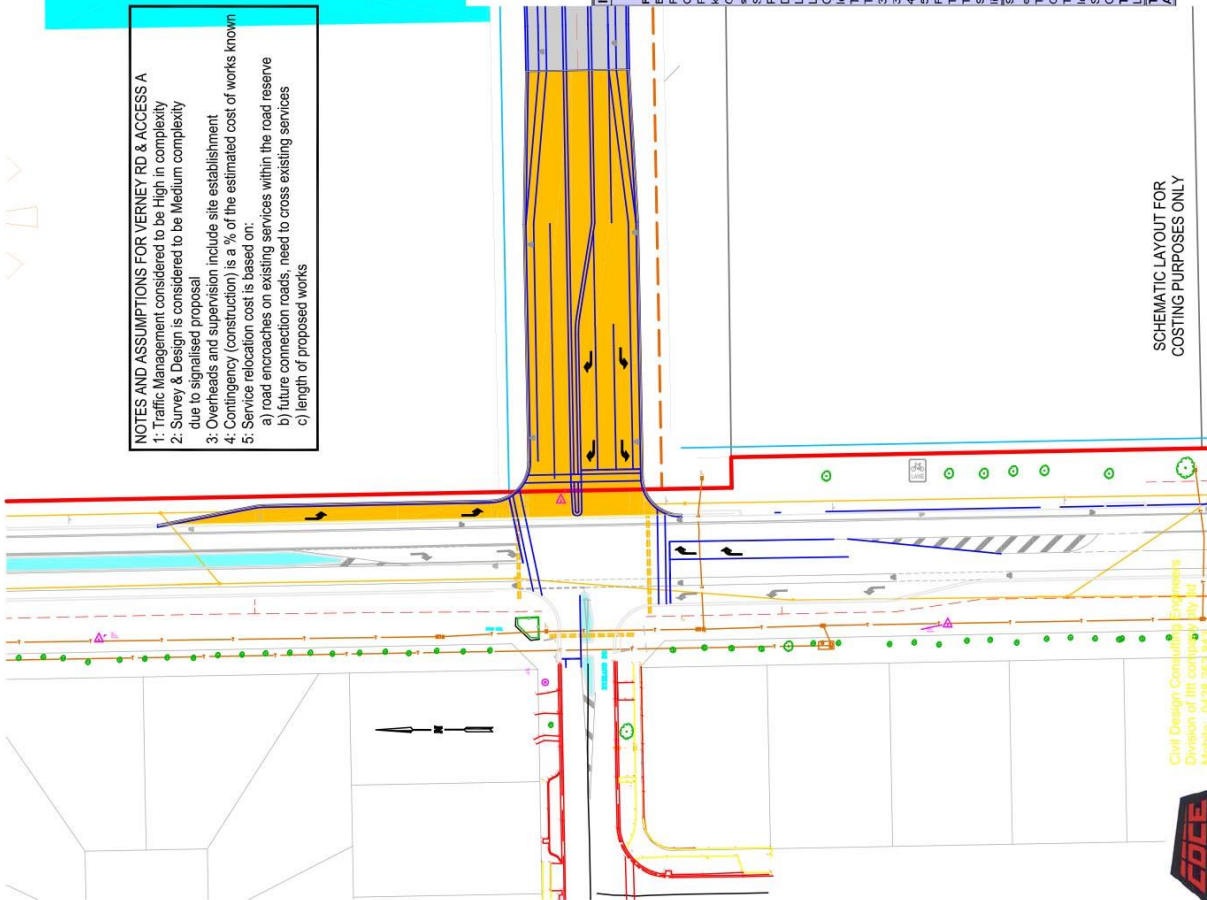 NOTES AND ASSUMPTIONS FOR VERNEY RD & ACCESS A
1: Traffic Management considered to be High in complexity
2: Survey & Design is considered to be Medium complexity
due to signalised proposal
3: Overheads and supervision include site establishment
4: Contingency (construction) is a % of the estimated cost of works known
5: Service relocation cost is based on:
a) road encroaches on existing services within the road reserve
b) future connection roads, need to cross existing services
c) length of proposed works
SCHEMATIC LAYOUT FOR
COSTING PURPOSES ONLY
LANE
N
Civil Design Consulting Engineers
Division of company pty ltd
CDCE